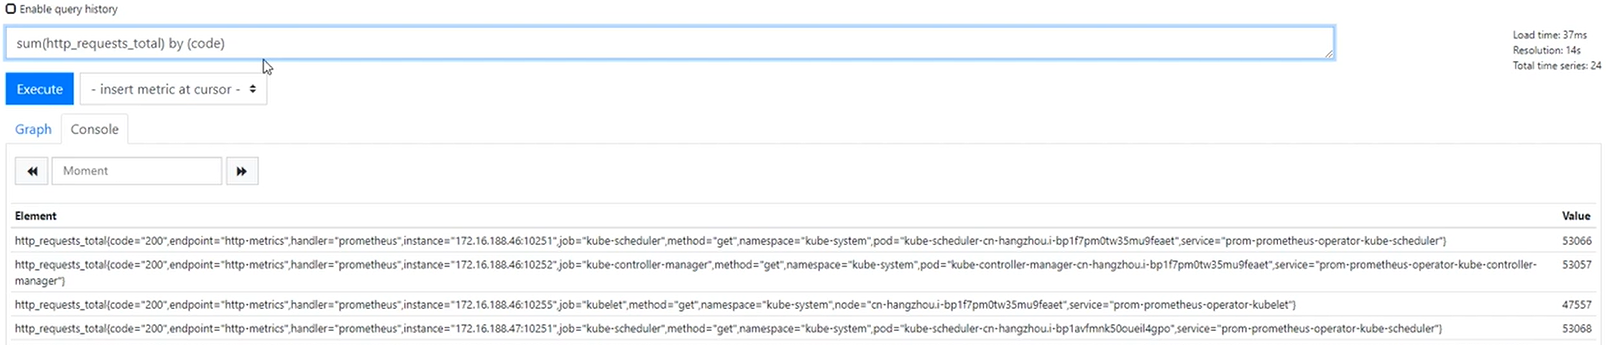 Enable query history
sum(http_requests_total) by (code)
Load time: 37ms
Resolution: 14s
Total time series: 24
Execute
- insert metric at cursor -
Graph
Console
Moment
Element Value
http_requests_total{code="200",endpoint="http-metrics",handler="prometheus",instance="172.16.188.46:10251",job="kube-scheduler",method="get",namespace="kube-system",pod="kube-scheduler-cn-hangzhou.i-bp1f7pm0tw35mu9feaet",service="prom-prometheus-operator-kube-scheduler"} 53066
http_requests_total{code="200",endpoint="http-metrics",handler="prometheus",instance="172.16.188.46:10252",job="kube-controller-manager",method="get",namespace="kube-system",pod="kube-controller-manager-cn-hangzhou.i-bp1f7pm0tw35mu9feaet",service="prom-prometheus-operator-kube-controller- 53057
manager"}
http_requests_total{code="200",endpoint="http-metrics",handler="prometheus",instance="172.16.188.46:10255",job="kubelet",method="get",namespace="kube-system",node="cn-hangzhou.i-bp1f7pm0tw35mu9feaet",service="prom-prometheus-operator-kubelet"} 47557
http_requests_total{code="200",endpoint="http-metrics",handler="prometheus",instance="172.16.188.47:10251",job="kube-scheduler",method="get",namespace="kube-system",pod="kube-scheduler-cn-hangzhou.i-bp1avfmnk50oueil4gpo",service="prom-prometheus-operator-kube-scheduler"} 53068